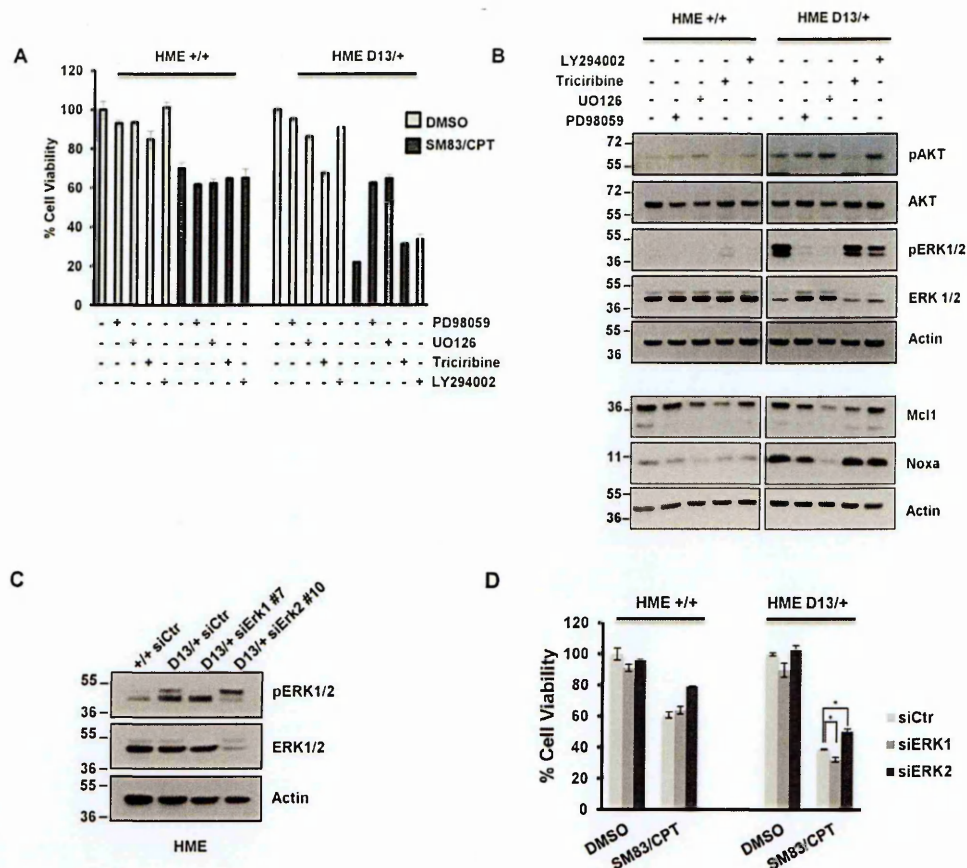 A
HME +/+
HME D13/+
120
100
80
60
40
20
0
% Cell Viability
DMSO
SM83/CPT
- + - - - - + - - - - + - - - - + - - - PD98059
- - + - - - - + - - - - + - - - - + - - UO126
- - - + - - - - + - - - - + - - - - + - Triciribine
- - - - + - - - - + - - - - + - - - - + LY294002
B
HME +/+
HME D13/+
LY294002 - - - - + - - - - +
Triciribine - - - + - - - - + -
UO126 - - + - - - - + - -
PD98059 - + - - - - + - - -
72
55
pAKT
72
55
AKT
55
36
pERK1/2
55
36
ERK 1/2
55
36
Actin
36
Mcl1
11
Noxa
55
36
Actin
C
+/+ siCtr
D13/+ siCtr
D13/+ siErk1 #7
D13/+ siErk2 #10
55
36
pERK1/2
55
36
ERK1/2
55
36
Actin
HME
D
HME +/+
HME D13/+
120
100
80
60
40
20
0
% Cell Viability
* *
siCtr
siERK1
siERK2
DMSO
SM83/CPT
DMSO
SM83/CPT